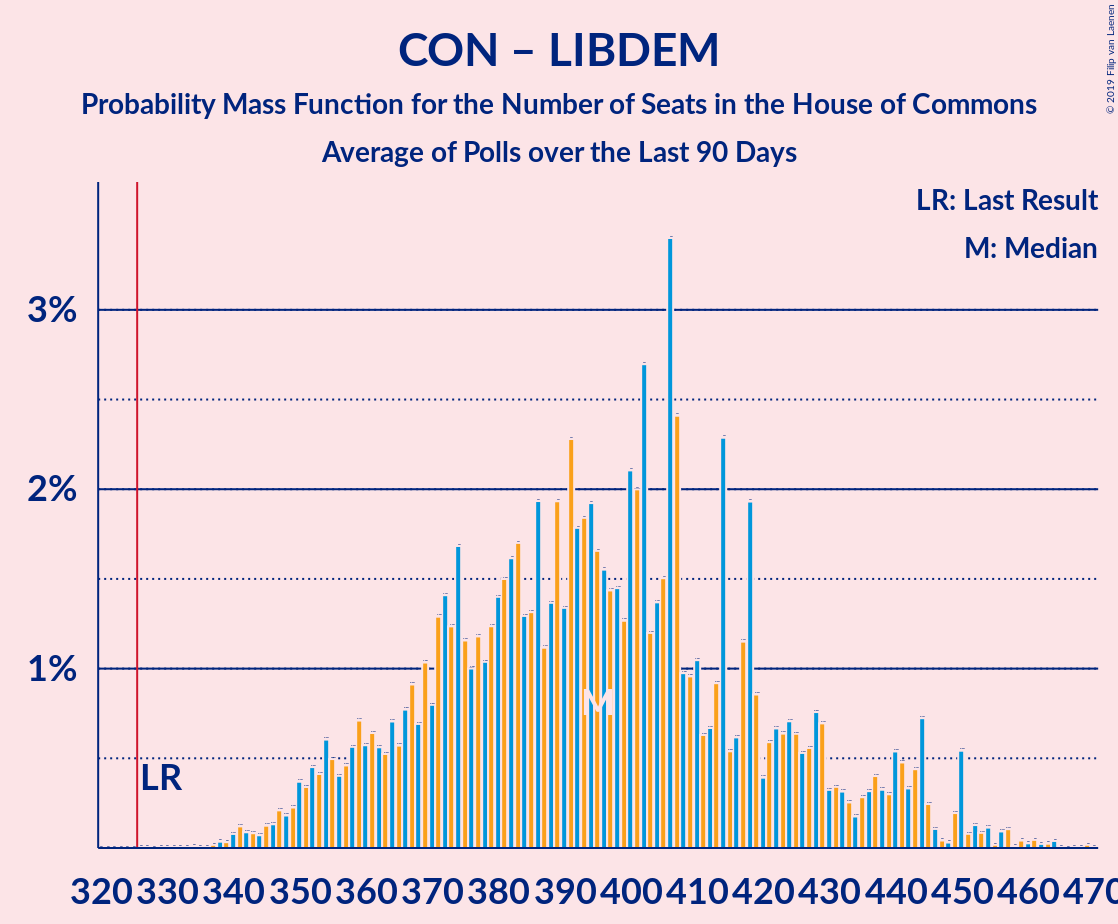 CON – LIBDEM
Probability Mass Function for the Number of Seats in the House of Commons
Average of Polls over the Last 90 Days
© 2019 Filip van Laenen
LR: Last Result
M: Median
3%
2%
1%
M
LR
320 330 340 350 360 370 380 390 400 410 420 430 440 450 460 470